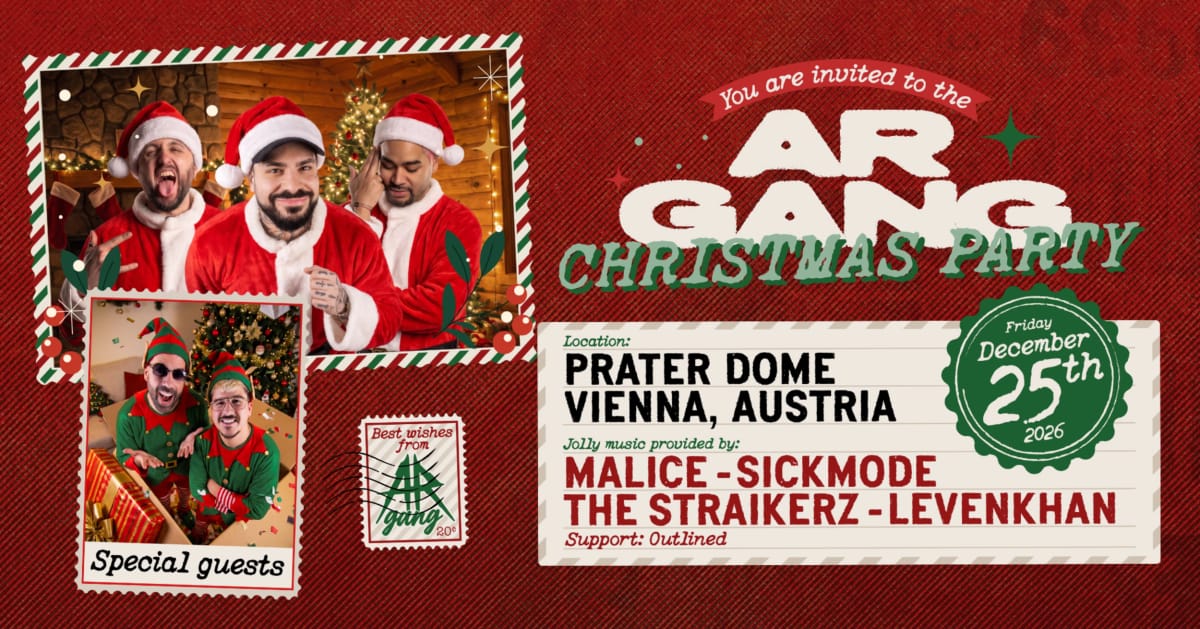 You are invited to the
AR
GANG
CHRISTMAS PARTY
Friday
December
25th
2026
Location:
PRATER DOME
VIENNA, AUSTRIA
Jolly music provided by:
MALICE - SICKMODE
THE STRAIKERZ - LEVENKHAN
Support: Outlined
Special guests
Best wishes
from
AR
gang
20c